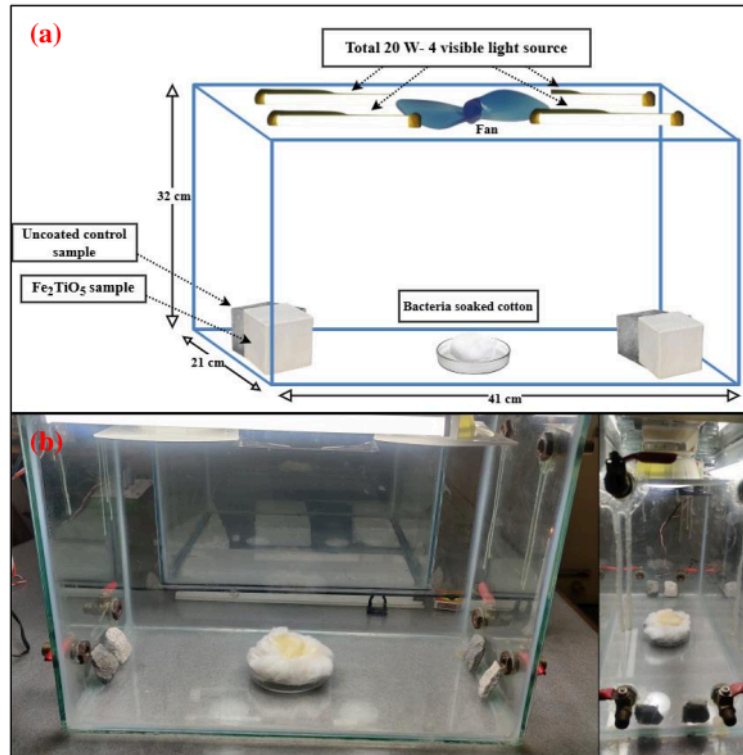 (a)
Total 20 W- 4 visible light source
Fan
32 cm
Uncoated control
sample
Fe₂TiO₅ sample
Bacteria soaked cotton
21 cm
41 cm
(b)